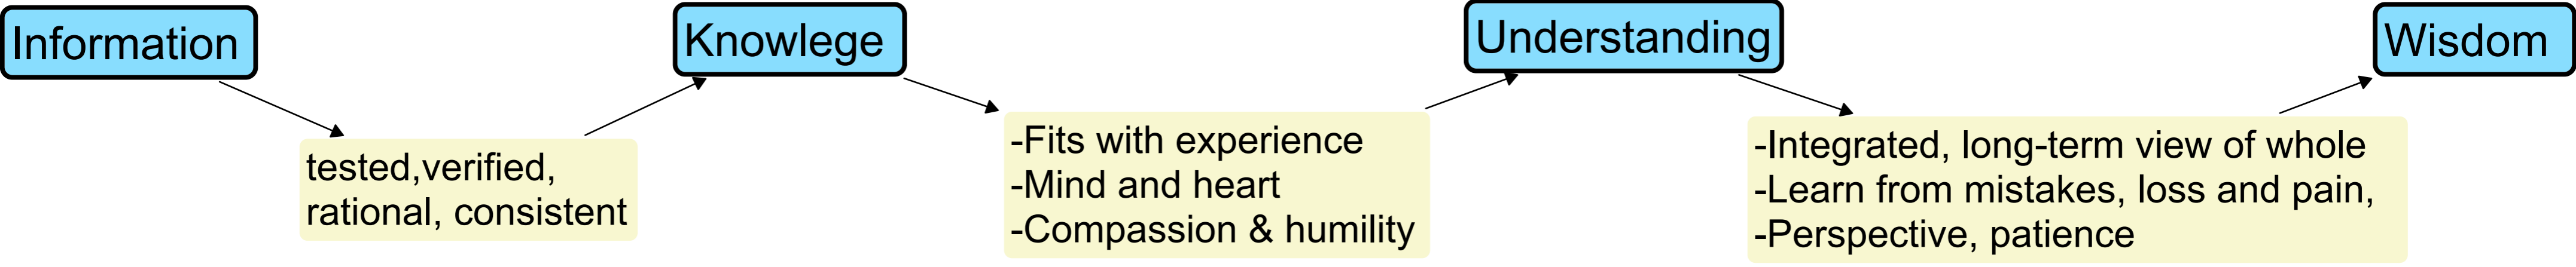 Information
tested,verified,
rational, consistent
Knowlege
-Fits with experience
-Mind and heart
-Compassion & humility
Understanding
-Integrated, long-term view of whole
-Learn from mistakes, loss and pain,
-Perspective, patience
Wisdom